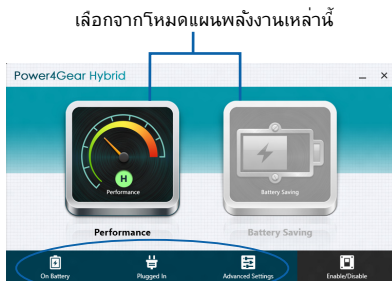 เลือกจากโหมดแผนพลังงานเหล่านี้
Power4Gear Hybrid
H
Performance
Battery Saving
Performance
Battery Saving
On Battery
Plugged In
Advanced Settings
Enable/Disable